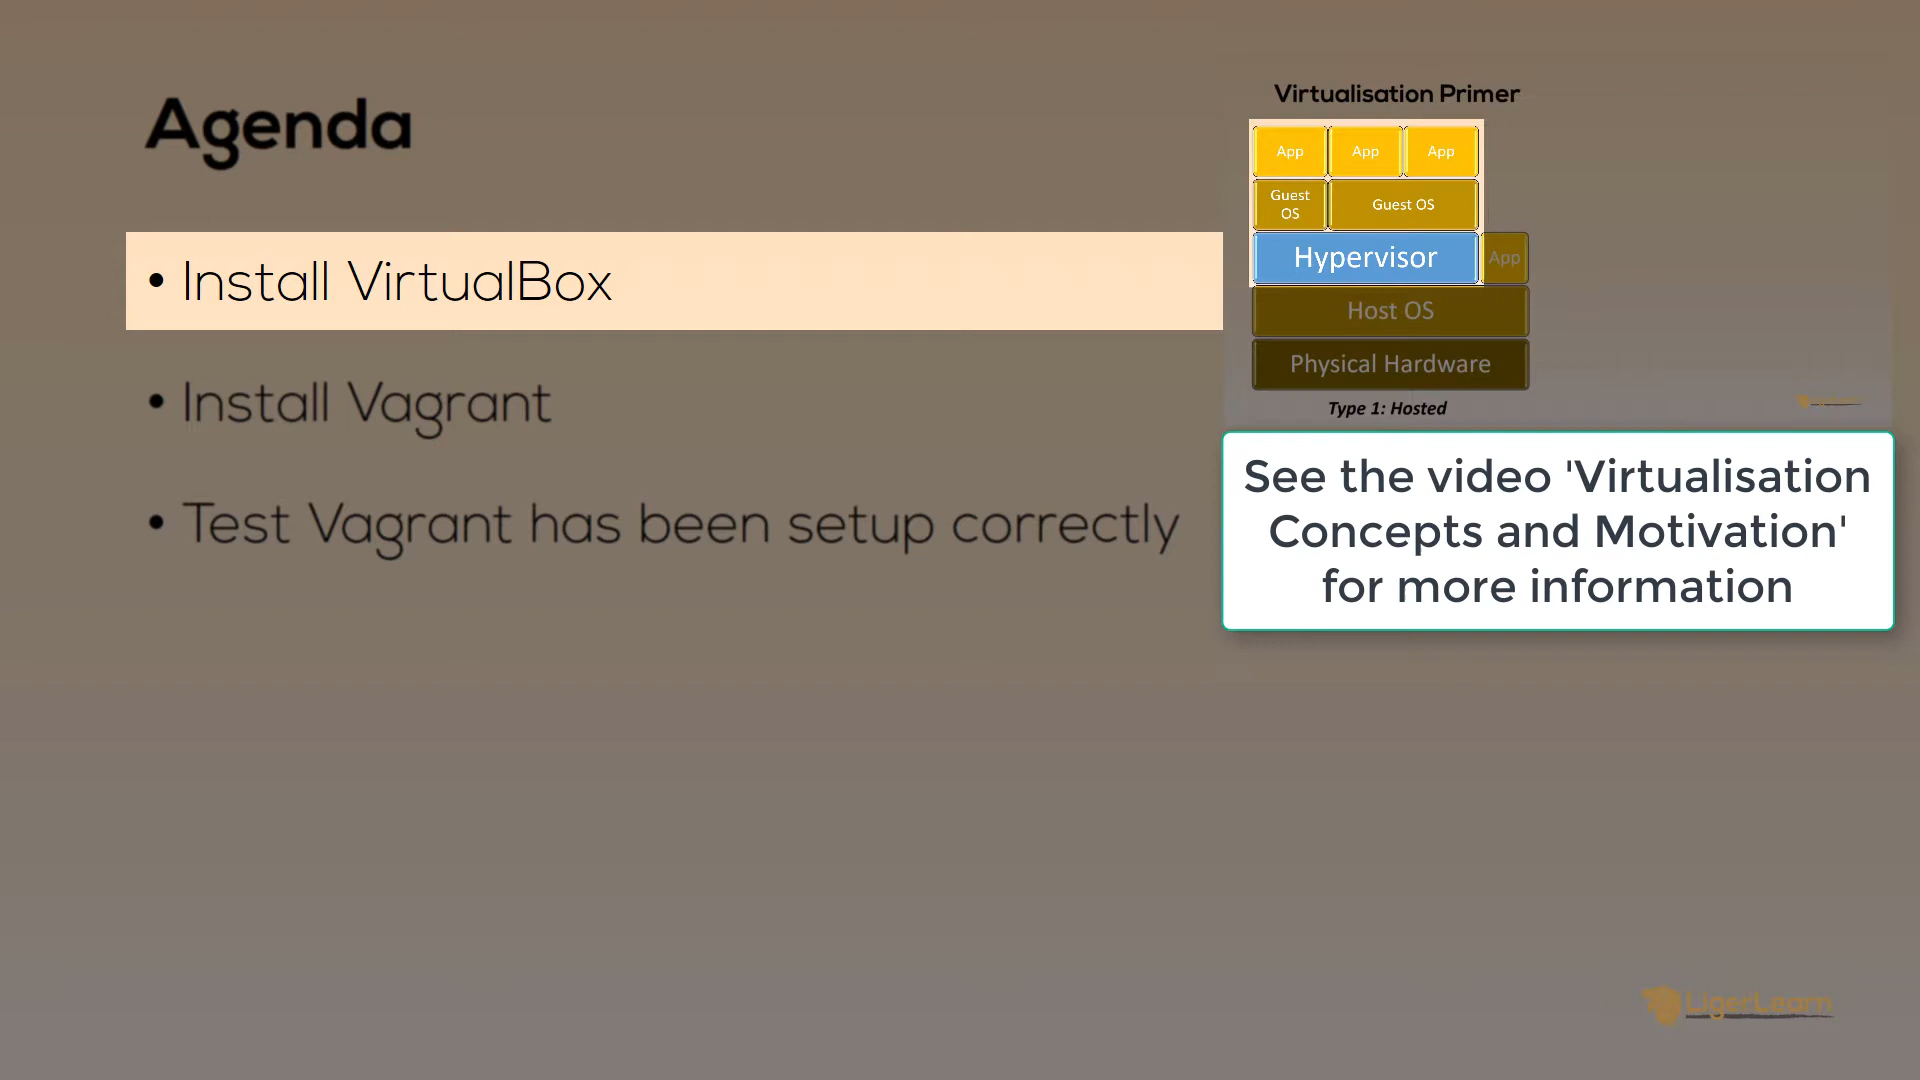 Agenda
• Install VirtualBox
• Install Vagrant
• Test Vagrant has been setup correctly
Virtualisation Primer
App App App
Guest OS Guest OS
Hypervisor App
Host OS
Physical Hardware
Type 1: Hosted
See the video 'Virtualisation
Concepts and Motivation'
for more information
LigerLearn